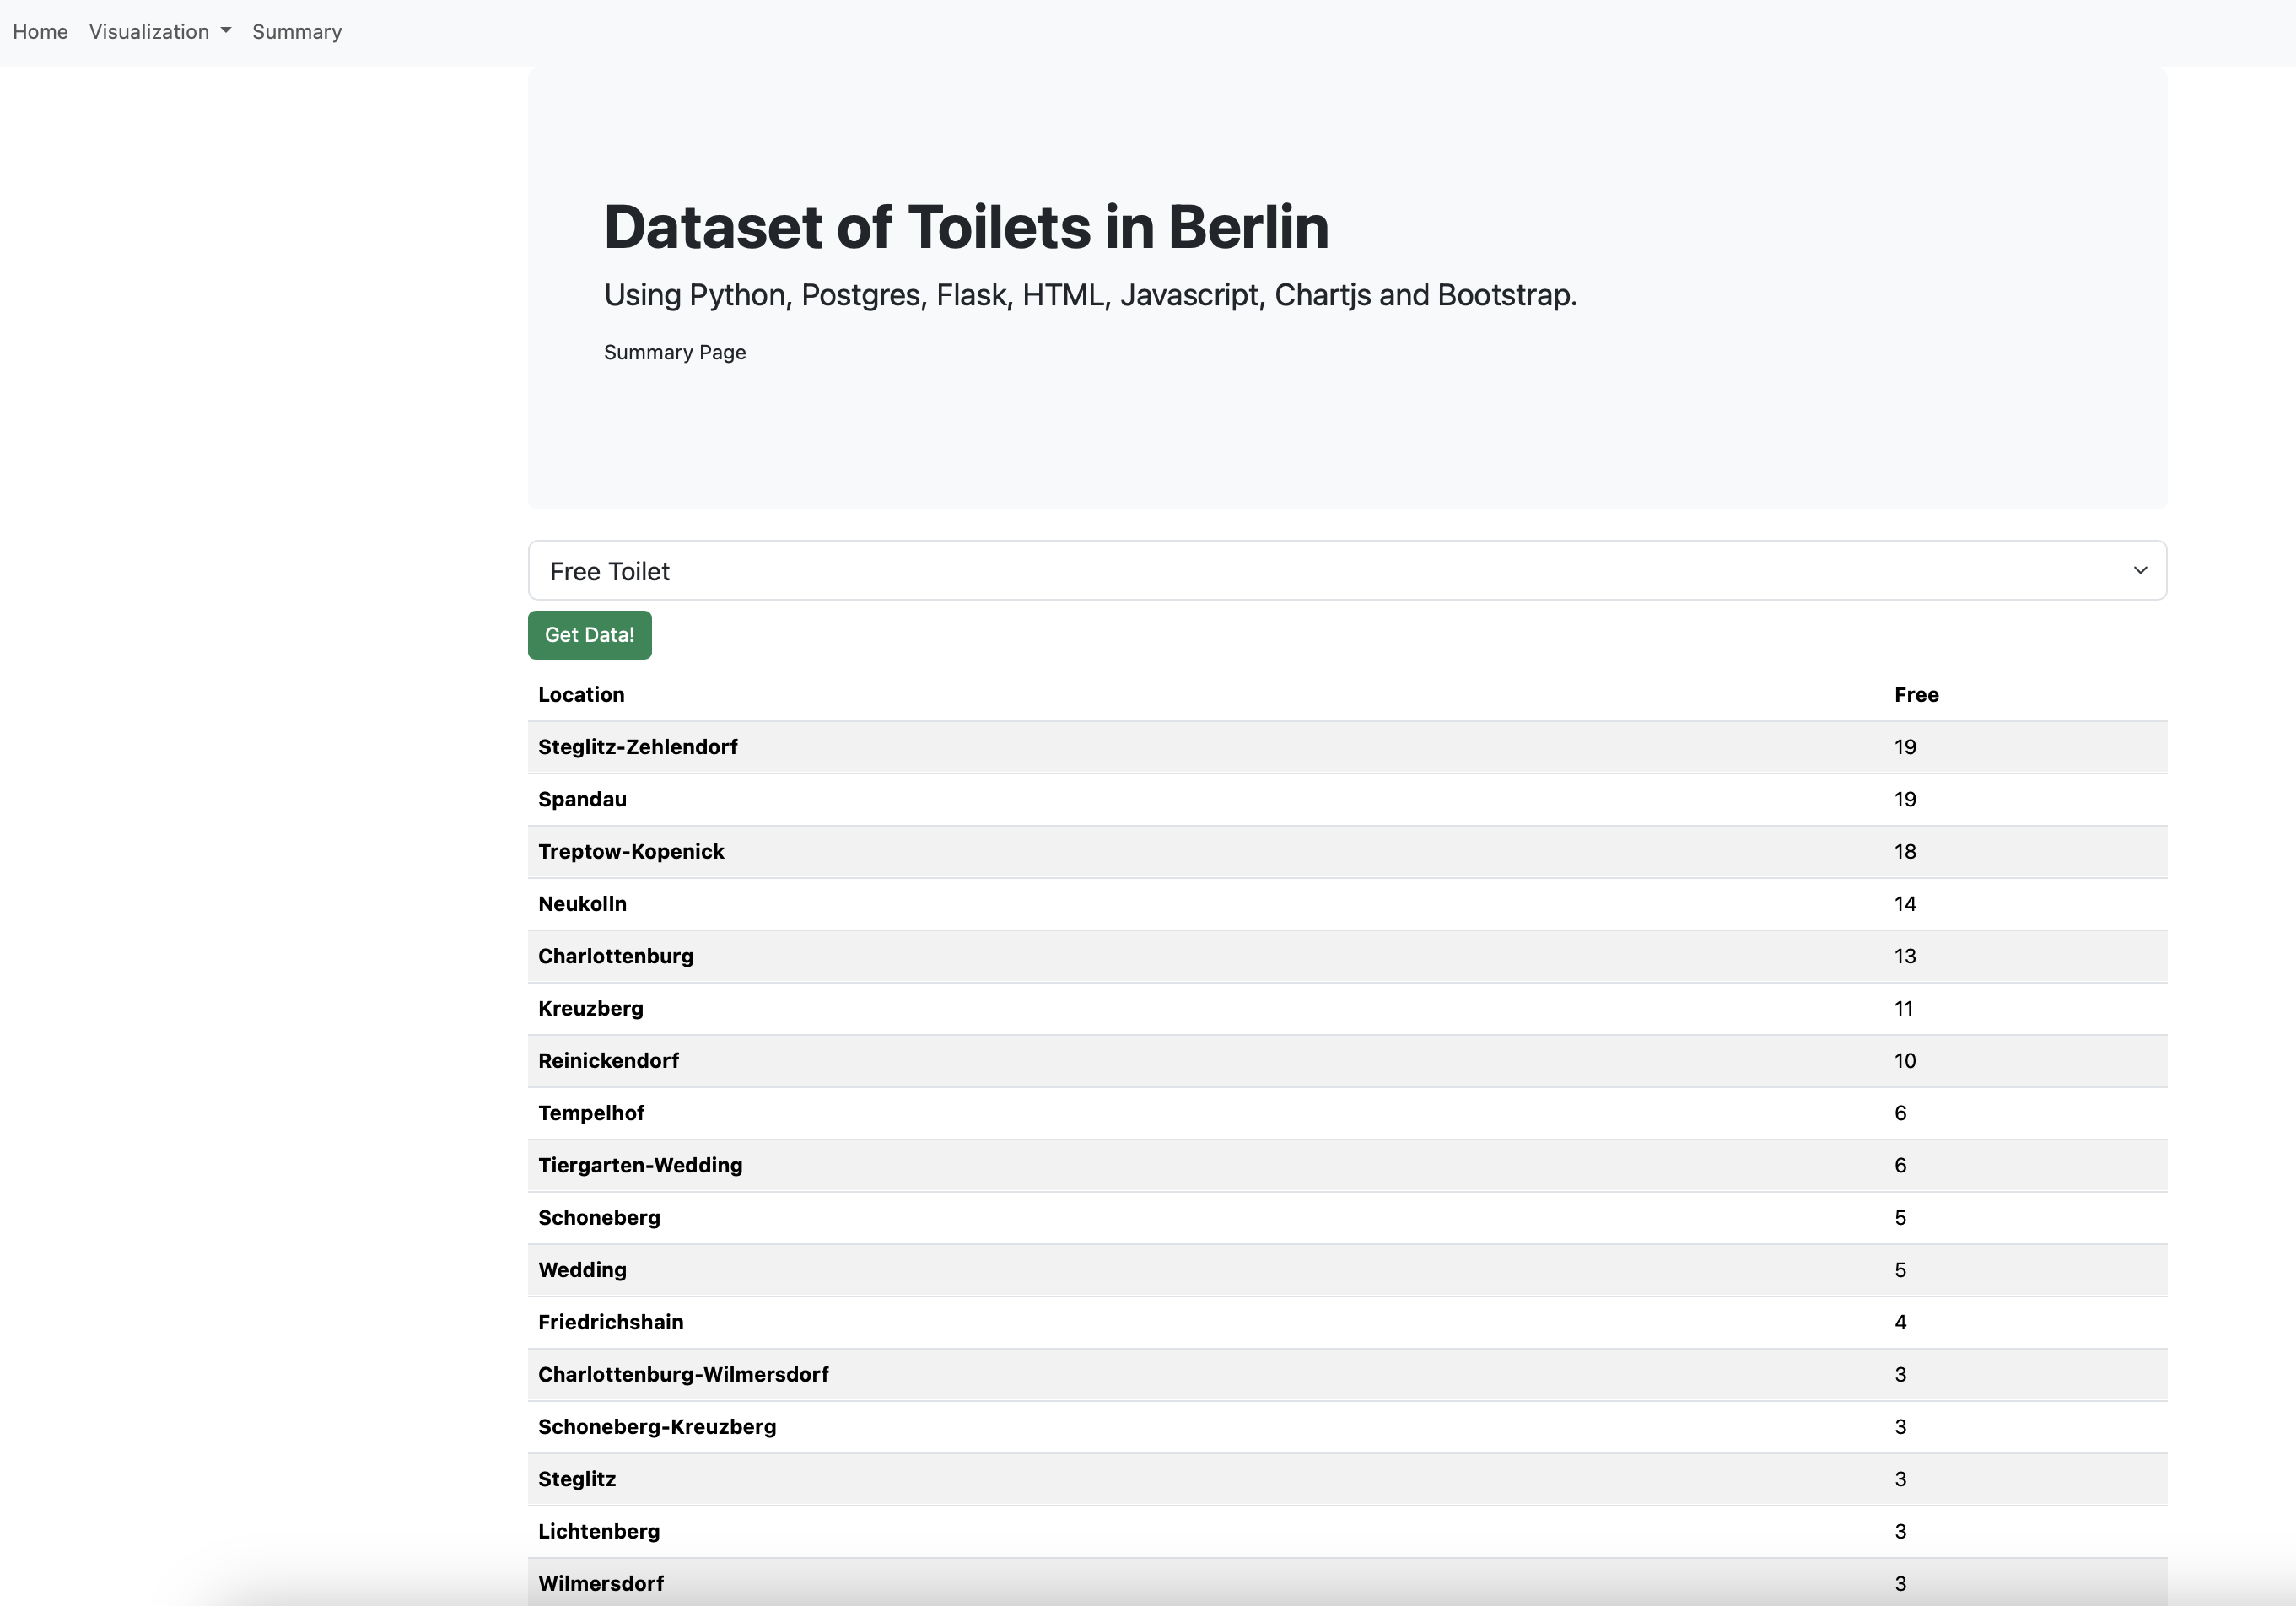 Home Visualization Summary
Dataset of Toilets in Berlin
Using Python, Postgres, Flask, HTML, Javascript, Chartjs and Bootstrap.
Summary Page
Free Toilet
Get Data!
Location Free
Steglitz-Zehlendorf 19
Spandau 19
Treptow-Kopenick 18
Neukolln 14
Charlottenburg 13
Kreuzberg 11
Reinickendorf 10
Tempelhof 6
Tiergarten-Wedding 6
Schoneberg 5
Wedding 5
Friedrichshain 4
Charlottenburg-Wilmersdorf 3
Schoneberg-Kreuzberg 3
Steglitz 3
Lichtenberg 3
Wilmersdorf 3